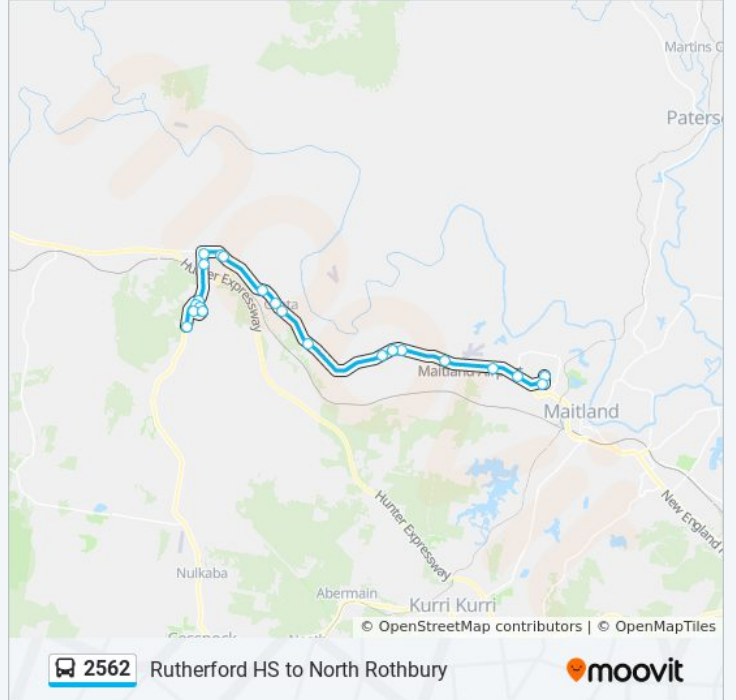 Martins C
Paters
Hunter Expressway
Maitland
Hunter Expressway
New England
Nulkaba
Abermain
Kurri Kurri
© OpenStreetMap contributors | © OpenMapTiles
2562 Rutherford HS to North Rothbury moovit